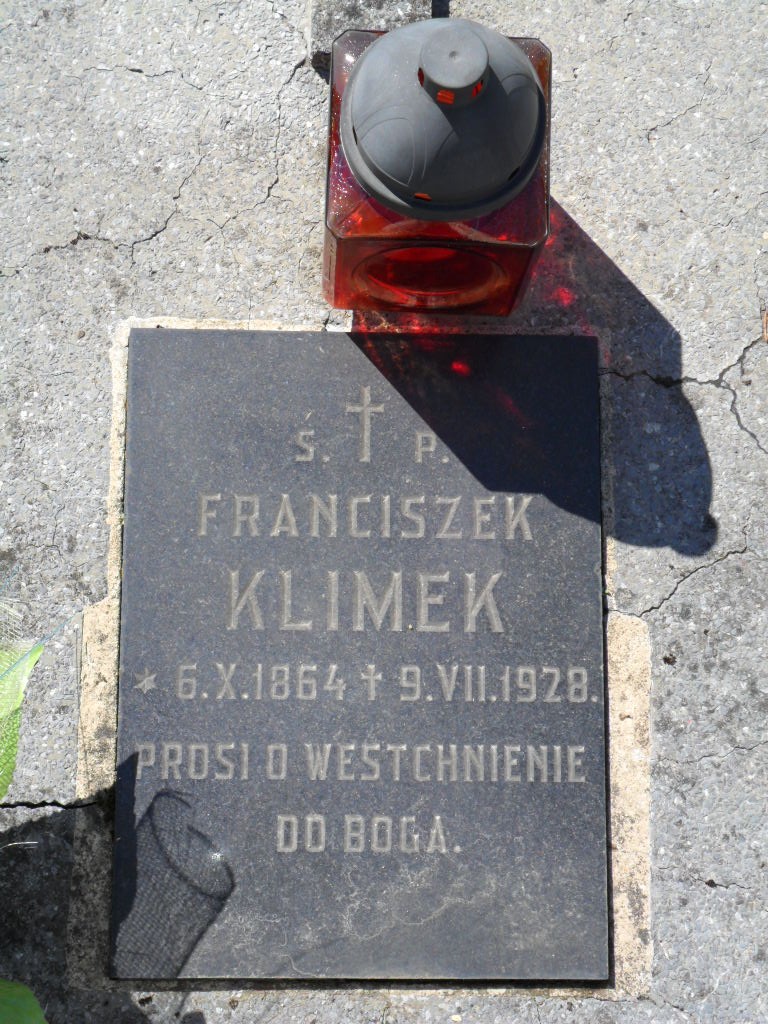 Ś. † P.
FRANCISZEK
KLIMEK
* 6.X.1864 † 9.VII.1928.
PROSI O WESTCHNIENIE
DO BOGA.